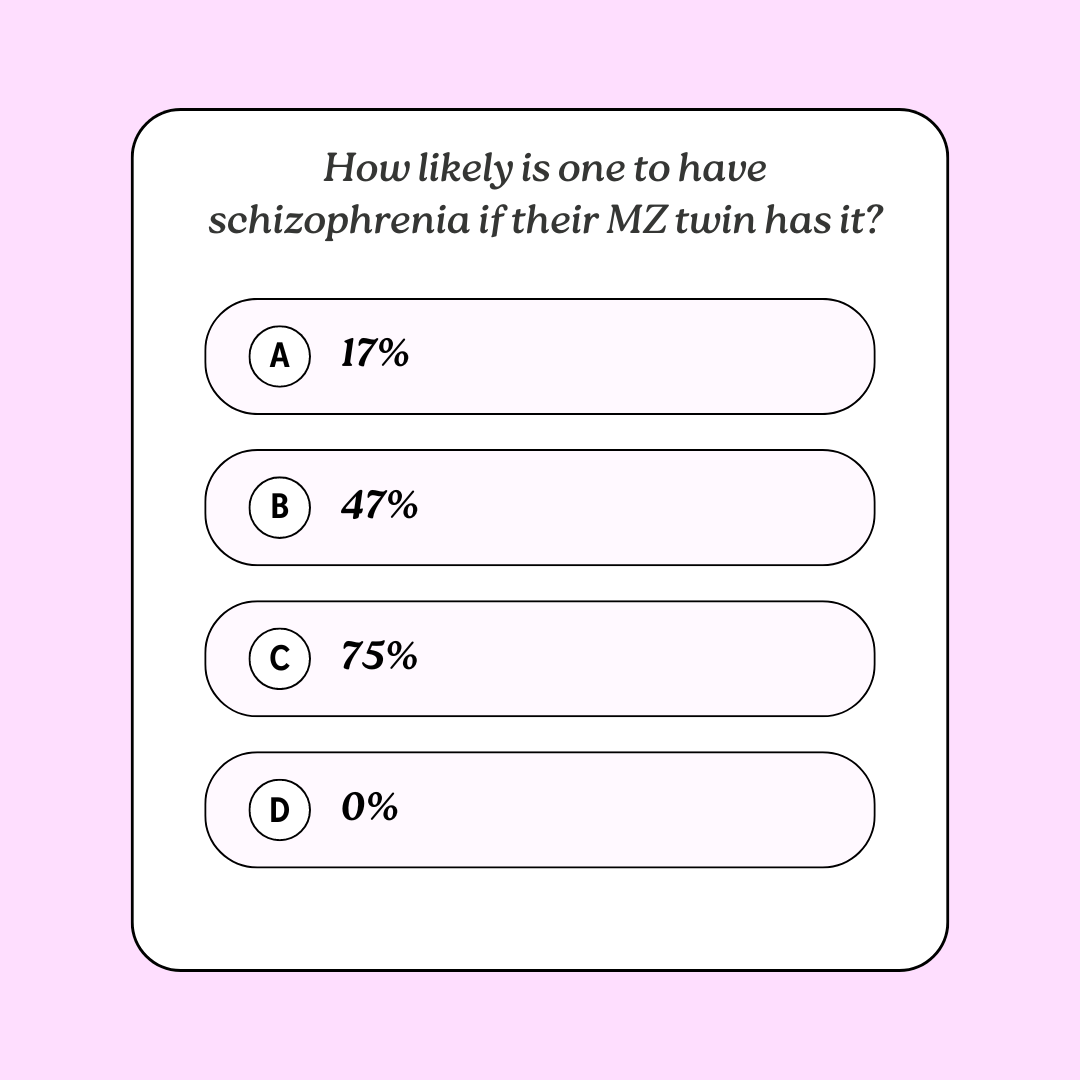 How likely is one to have
schizophrenia if their MZ twin has it?
A 17%
B 47%
C 75%
D 0%